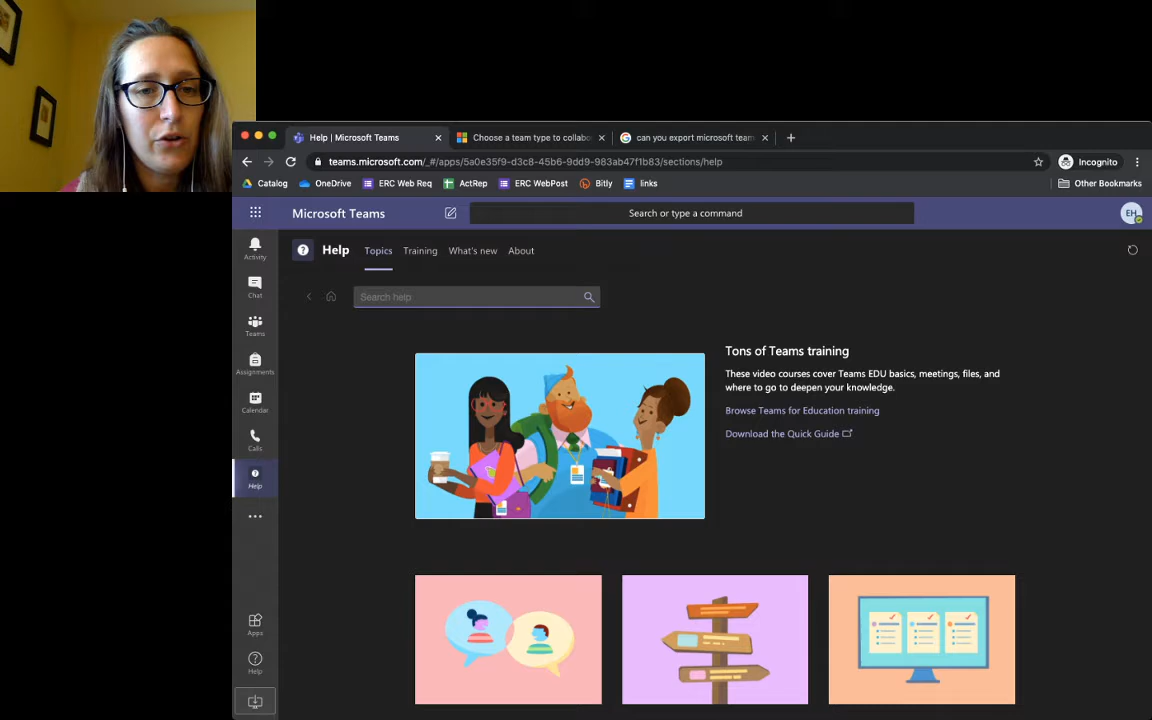 Help | Microsoft Teams
Choose a team type to collabo
can you export microsoft team
teams.microsoft.com/_#/apps/5a0e35f9-d3c8-45b6-9dd9-983ab47f1b83/sections/help
Incognito
Catalog
OneDrive
ERC Web Req
ActRep
ERC WebPost
Bitly
links
Other Bookmarks
Microsoft Teams
Search or type a command
EH
Activity
Chat
Teams
Assignments
Calendar
Calls
Help
Apps
Help
Help
Topics
Training
What's new
About
Search help
Tons of Teams training
These video courses cover Teams EDU basics, meetings, files, and
where to go to deepen your knowledge.
Browse Teams for Education training
Download the Quick Guide